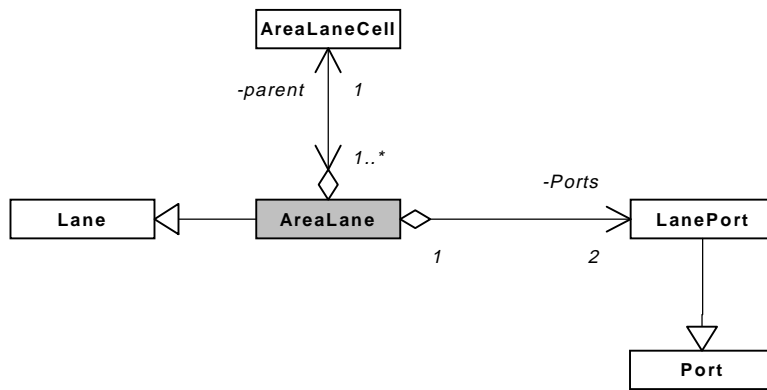 AreaLaneCell
-parent
1
1..*
-Ports
Lane
AreaLane
LanePort
1
2
Port